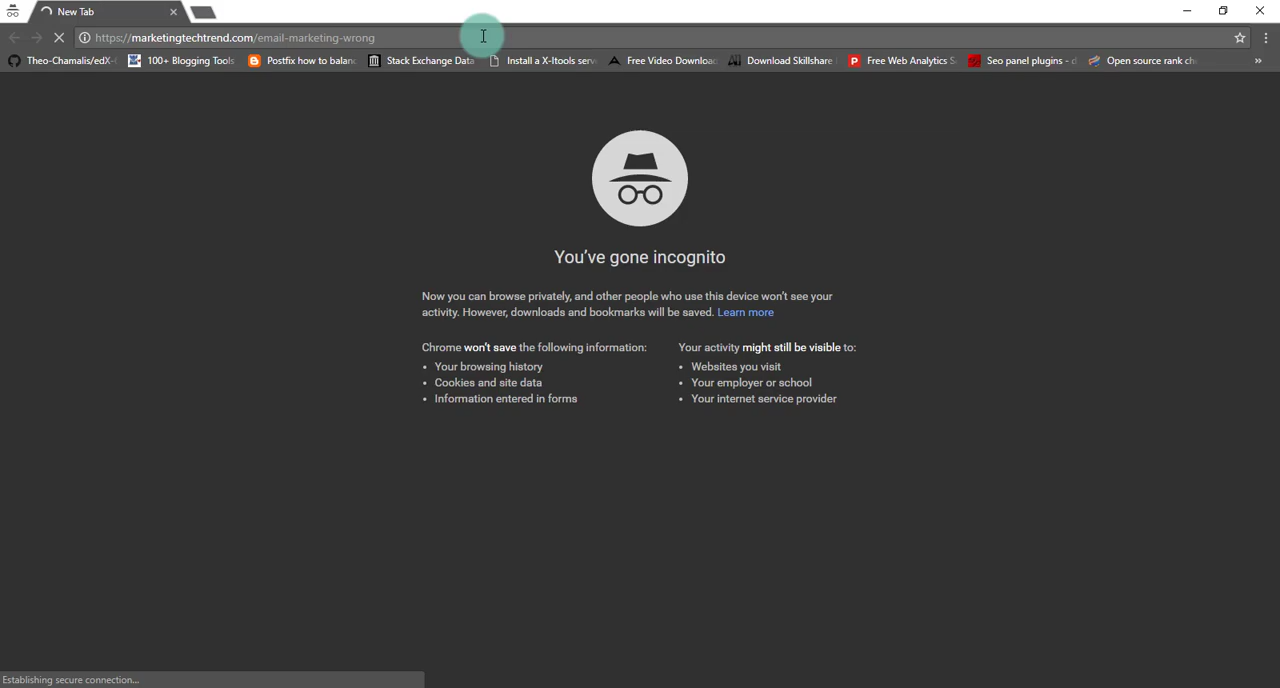 New Tab
https://marketingtechtrend.com/email-marketing-wrong
Theo-Chamalis/edX-
100+ Blogging Tools
Postfix how to balanc
Stack Exchange Data
Install a X-Itools serv
Free Video Download
Download Skillshare
Free Web Analytics S
Seo panel plugins - d
Open source rank che
»
You've gone incognito
Now you can browse privately, and other people who use this device won't see your
activity. However, downloads and bookmarks will be saved. Learn more
Chrome won't save the following information:
• Your browsing history
• Cookies and site data
• Information entered in forms
Your activity might still be visible to:
• Websites you visit
• Your employer or school
• Your internet service provider
Establishing secure connection...